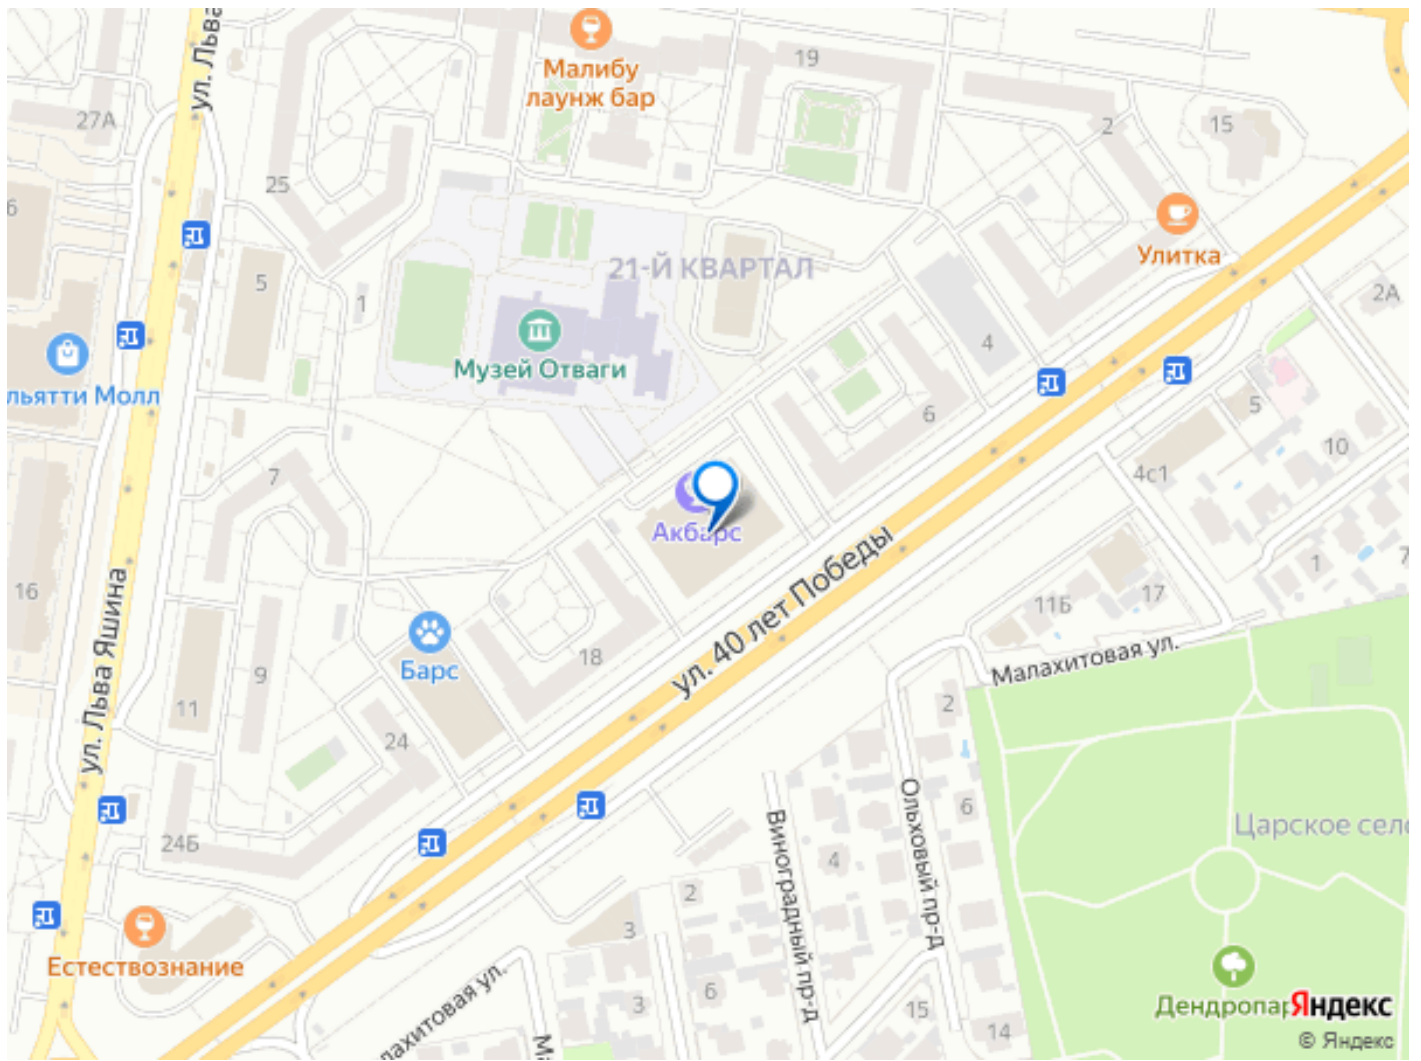 ул. Льва
Малибу
лаунж бар
19
27А
2
15
25
6
Улитка
21-Й КВАРТАЛ
5
1
2А
4
Музей Отваги
льятти Молл
6
5
10
7
4с1
Акбарс
ул. 40 лет Победы
16
1
7
11Б
17
ул. Льва Яшина
Барс
18
9
Малахитовая ул.
11
2
24
Ольховый пр-д
6
Царское село
24Б
Виноградный пр-д
4
2
3
Естествознание
Малахитовая ул.
6
3
15
14
Ма
Дендропар
Яндекс
© Яндекс